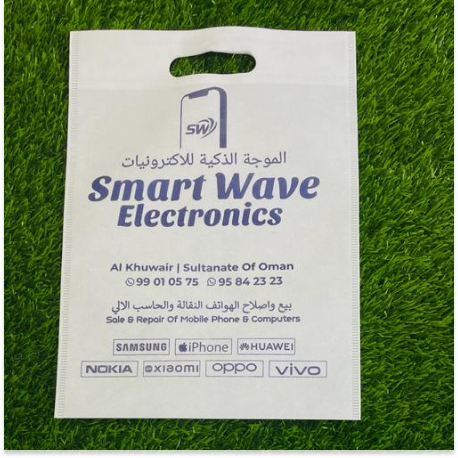 SW
الموجة الذكية للاكترونيات
Smart Wave
Electronics
Al Khuwair | Sultanate Of Oman
99 01 05 75 95 84 23 23
بيع واصلاح الهواتف النقالة والحاسب الالي
Sale & Repair Of Mobile Phone & Computers
SAMSUNG iPhone HUAWEI
NOKIA xiaomi oppo vivo